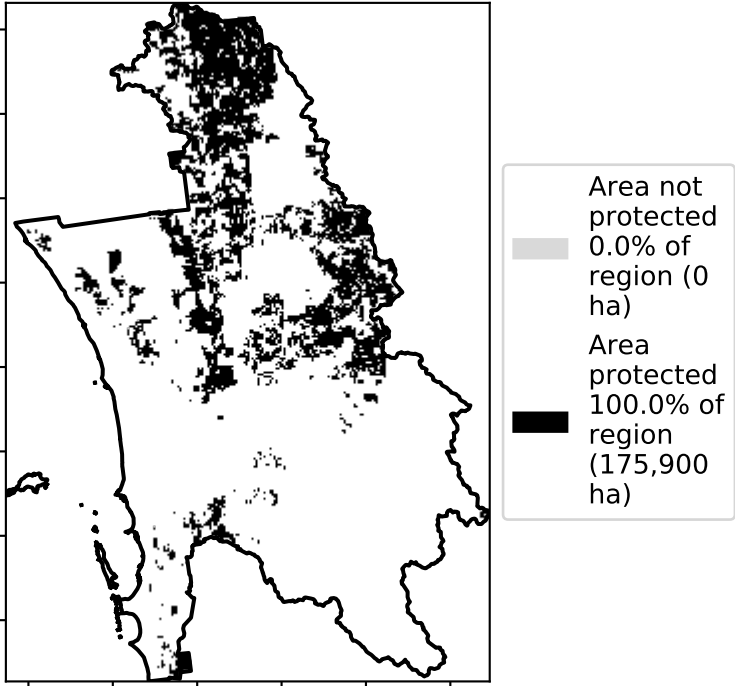 Area not
protected
0.0% of
region (0
ha)
Area
protected
100.0% of
region
(175,900
ha)